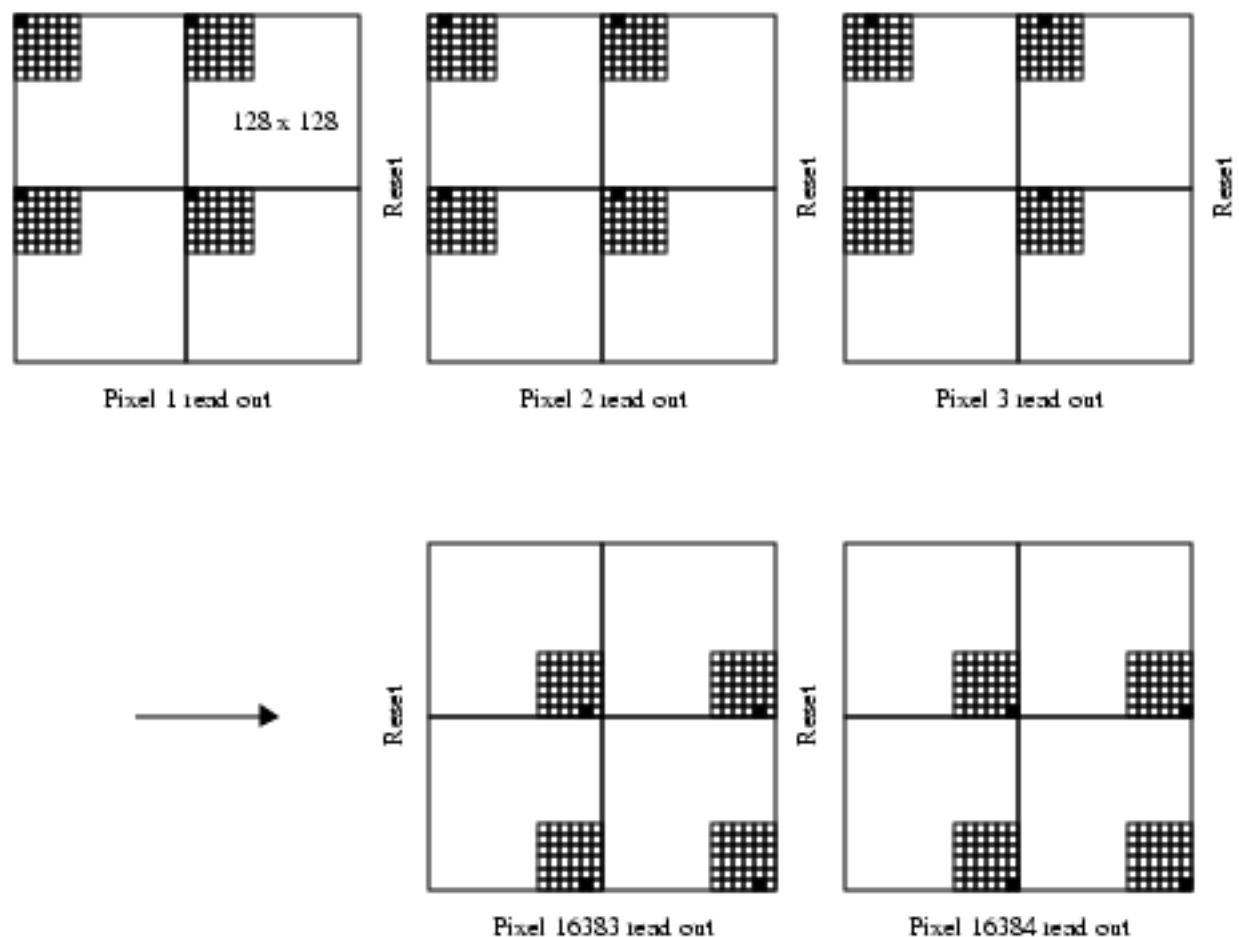 128 x 128
Reset
Reset
Reset
Pixel 1 read out
Pixel 2 read out
Pixel 3 read out
Reset
Reset
Pixel 16383 read out
Pixel 16384 read out